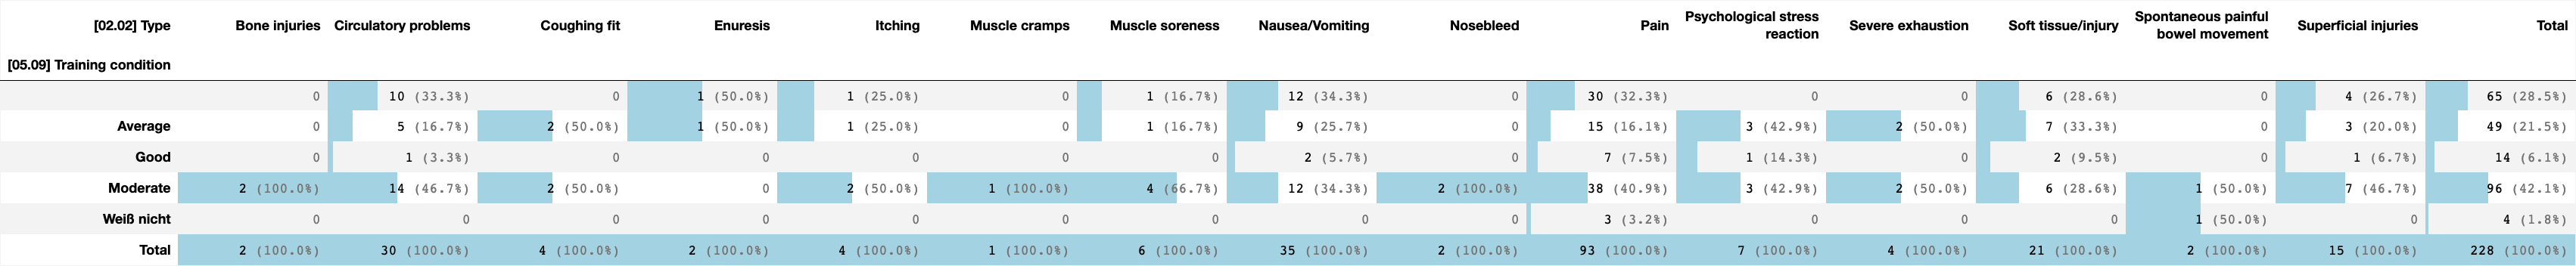 [02.02] Type Bone injuries Circulatory problems Coughing fit Enuresis Itching Muscle cramps Muscle soreness Nausea/Vomiting Nosebleed Pain Psychological stress reaction Severe exhaustion Soft tissue/injury Spontaneous painful bowel movement Superficial injuries Total
[05.09] Training condition
0 10 (33.3%) 0 1 (50.0%) 1 (25.0%) 0 1 (16.7%) 12 (34.3%) 0 30 (32.3%) 0 0 6 (28.6%) 0 4 (26.7%) 65 (28.5%)
Average 0 5 (16.7%) 2 (50.0%) 1 (50.0%) 1 (25.0%) 0 1 (16.7%) 9 (25.7%) 0 15 (16.1%) 3 (42.9%) 2 (50.0%) 7 (33.3%) 0 3 (20.0%) 49 (21.5%)
Good 0 1 (3.3%) 0 0 0 0 0 2 (5.7%) 0 7 (7.5%) 1 (14.3%) 0 2 (9.5%) 0 1 (6.7%) 14 (6.1%)
Moderate 2 (100.0%) 14 (46.7%) 2 (50.0%) 0 2 (50.0%) 1 (100.0%) 4 (66.7%) 12 (34.3%) 2 (100.0%) 38 (40.9%) 3 (42.9%) 2 (50.0%) 6 (28.6%) 1 (50.0%) 7 (46.7%) 96 (42.1%)
Weiß nicht 0 0 0 0 0 0 0 0 0 3 (3.2%) 0 0 0 1 (50.0%) 0 4 (1.8%)
Total 2 (100.0%) 30 (100.0%) 4 (100.0%) 2 (100.0%) 4 (100.0%) 1 (100.0%) 6 (100.0%) 35 (100.0%) 2 (100.0%) 93 (100.0%) 7 (100.0%) 4 (100.0%) 21 (100.0%) 2 (100.0%) 15 (100.0%) 228 (100.0%)